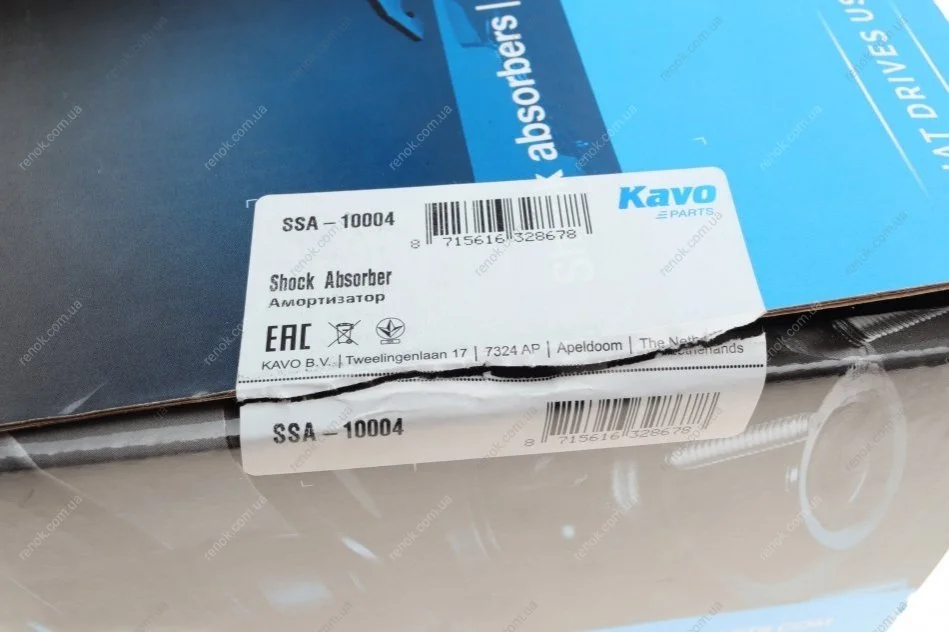 absorbers |
AT DRIVES US
SSA-10004
8 715616 328678
Kavo
PARTS
Shock Absorber
Амортизатор
EAC
KAVO B.V. | Tweelingenlaan 17 | 7324 AP | Apeldoorn | The Netherlands
SSA-10004
8 715616 328678
renok.com.ua